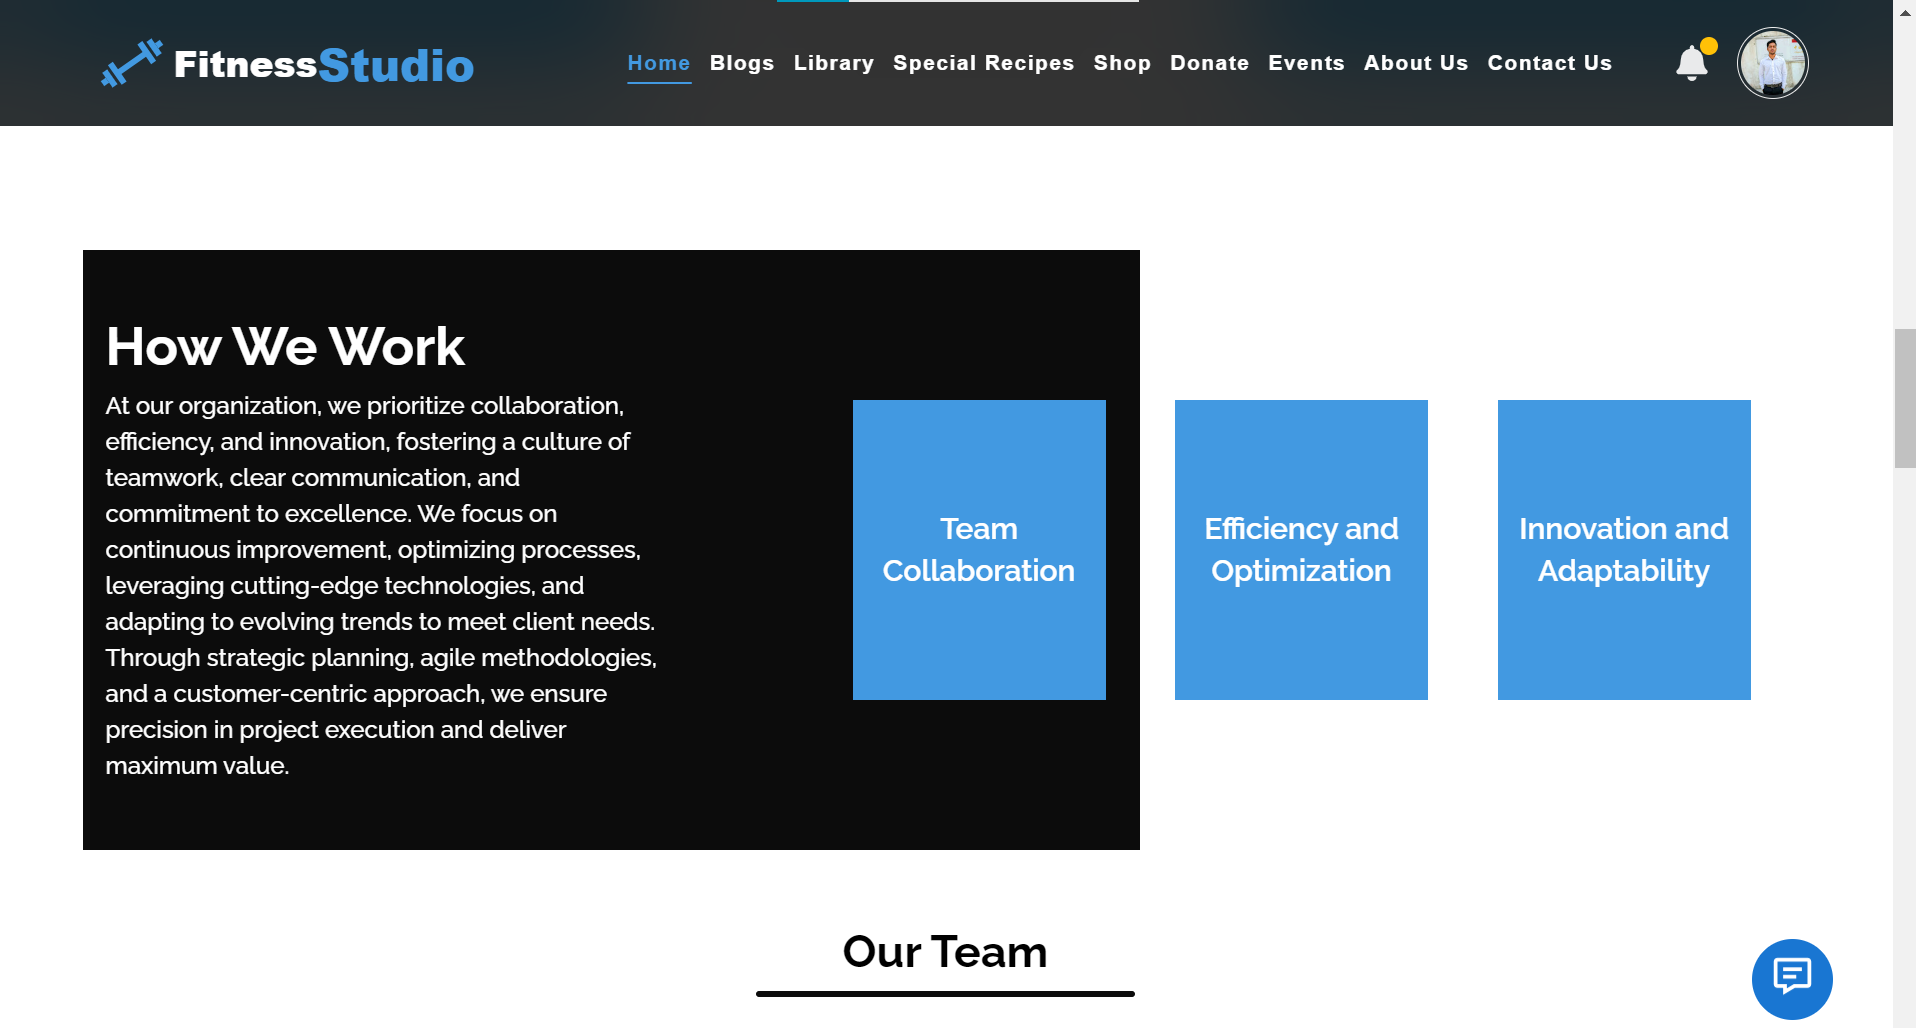 FitnessStudio
Home Blogs Library Special Recipes Shop Donate Events About Us Contact Us
How We Work
At our organization, we prioritize collaboration,
efficiency, and innovation, fostering a culture of
teamwork, clear communication, and
commitment to excellence. We focus on
continuous improvement, optimizing processes,
leveraging cutting-edge technologies, and
adapting to evolving trends to meet client needs.
Through strategic planning, agile methodologies,
and a customer-centric approach, we ensure
precision in project execution and deliver
maximum value.
Team
Collaboration
Efficiency and
Optimization
Innovation and
Adaptability
Our Team